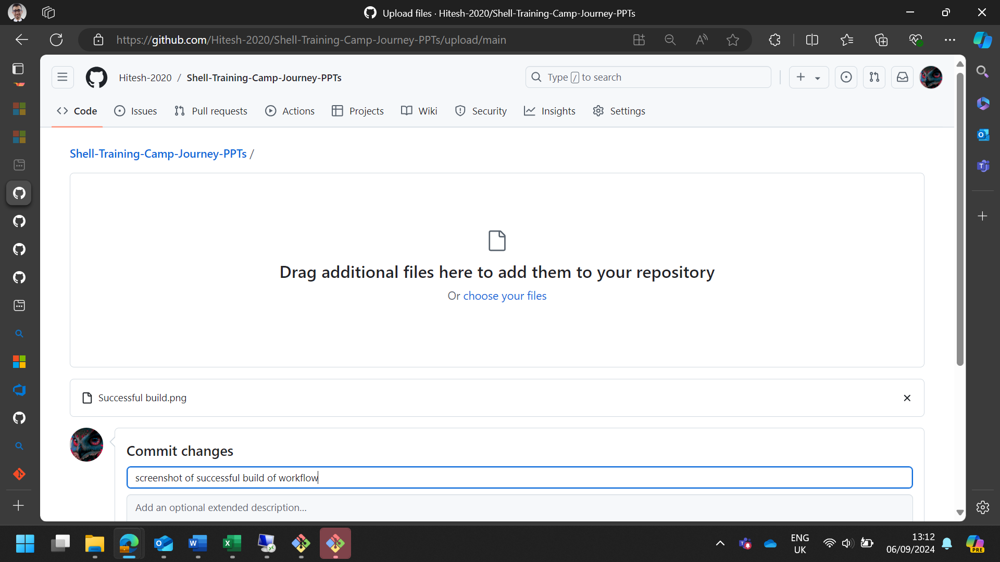 Upload files · Hitesh-2020/Shell-Training-Camp-Journey-PPTs
https://github.com/Hitesh-2020/Shell-Training-Camp-Journey-PPTs/upload/main
Hitesh-2020 / Shell-Training-Camp-Journey-PPTs
Type / to search
Code
Issues
Pull requests
Actions
Projects
Wiki
Security
Insights
Settings
Shell-Training-Camp-Journey-PPTs /
Drag additional files here to add them to your repository
Or choose your files
Successful build.png
Commit changes
screenshot of successful build of workflow
Add an optional extended description...
ENG
UK
13:12
06/09/2024
PRE